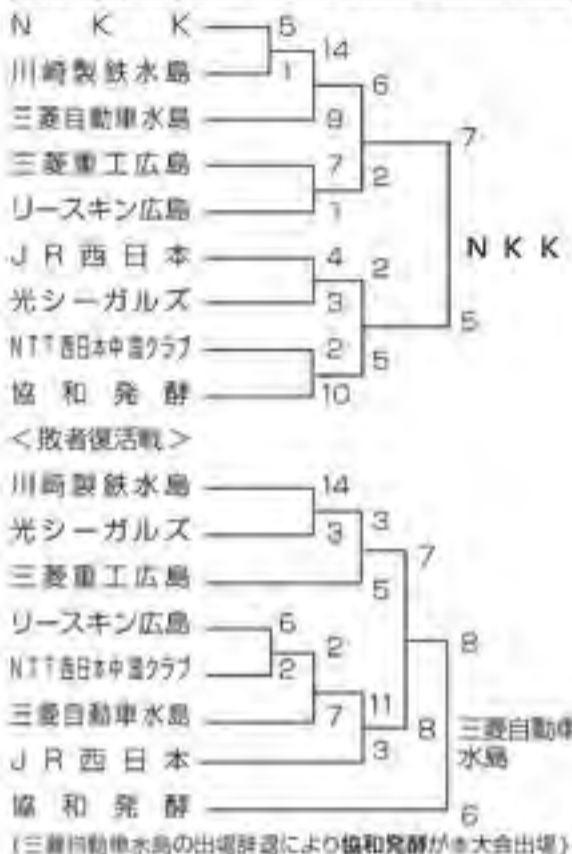 NKK 5
14
川崎製鉄水島 1
6
三菱自動車水島 9
7
三菱重工広島 7
2
リースキン広島 1
NKK
JR西日本 4
2
光シーガルズ 3
5
NTT西日本中国クラブ 2
5
協和発酵 10
<敗者復活戦>
川崎製鉄水島 14
3
光シーガルズ 3
7
三菱重工広島 5
リースキン広島 6
2
8
NTT西日本中国クラブ 2
11
三菱自動車水島 7
8
三菱自動車
水島
JR西日本 3
協和発酵 6
(三菱自動車水島の出場辞退により協和発酵が本大会出場)